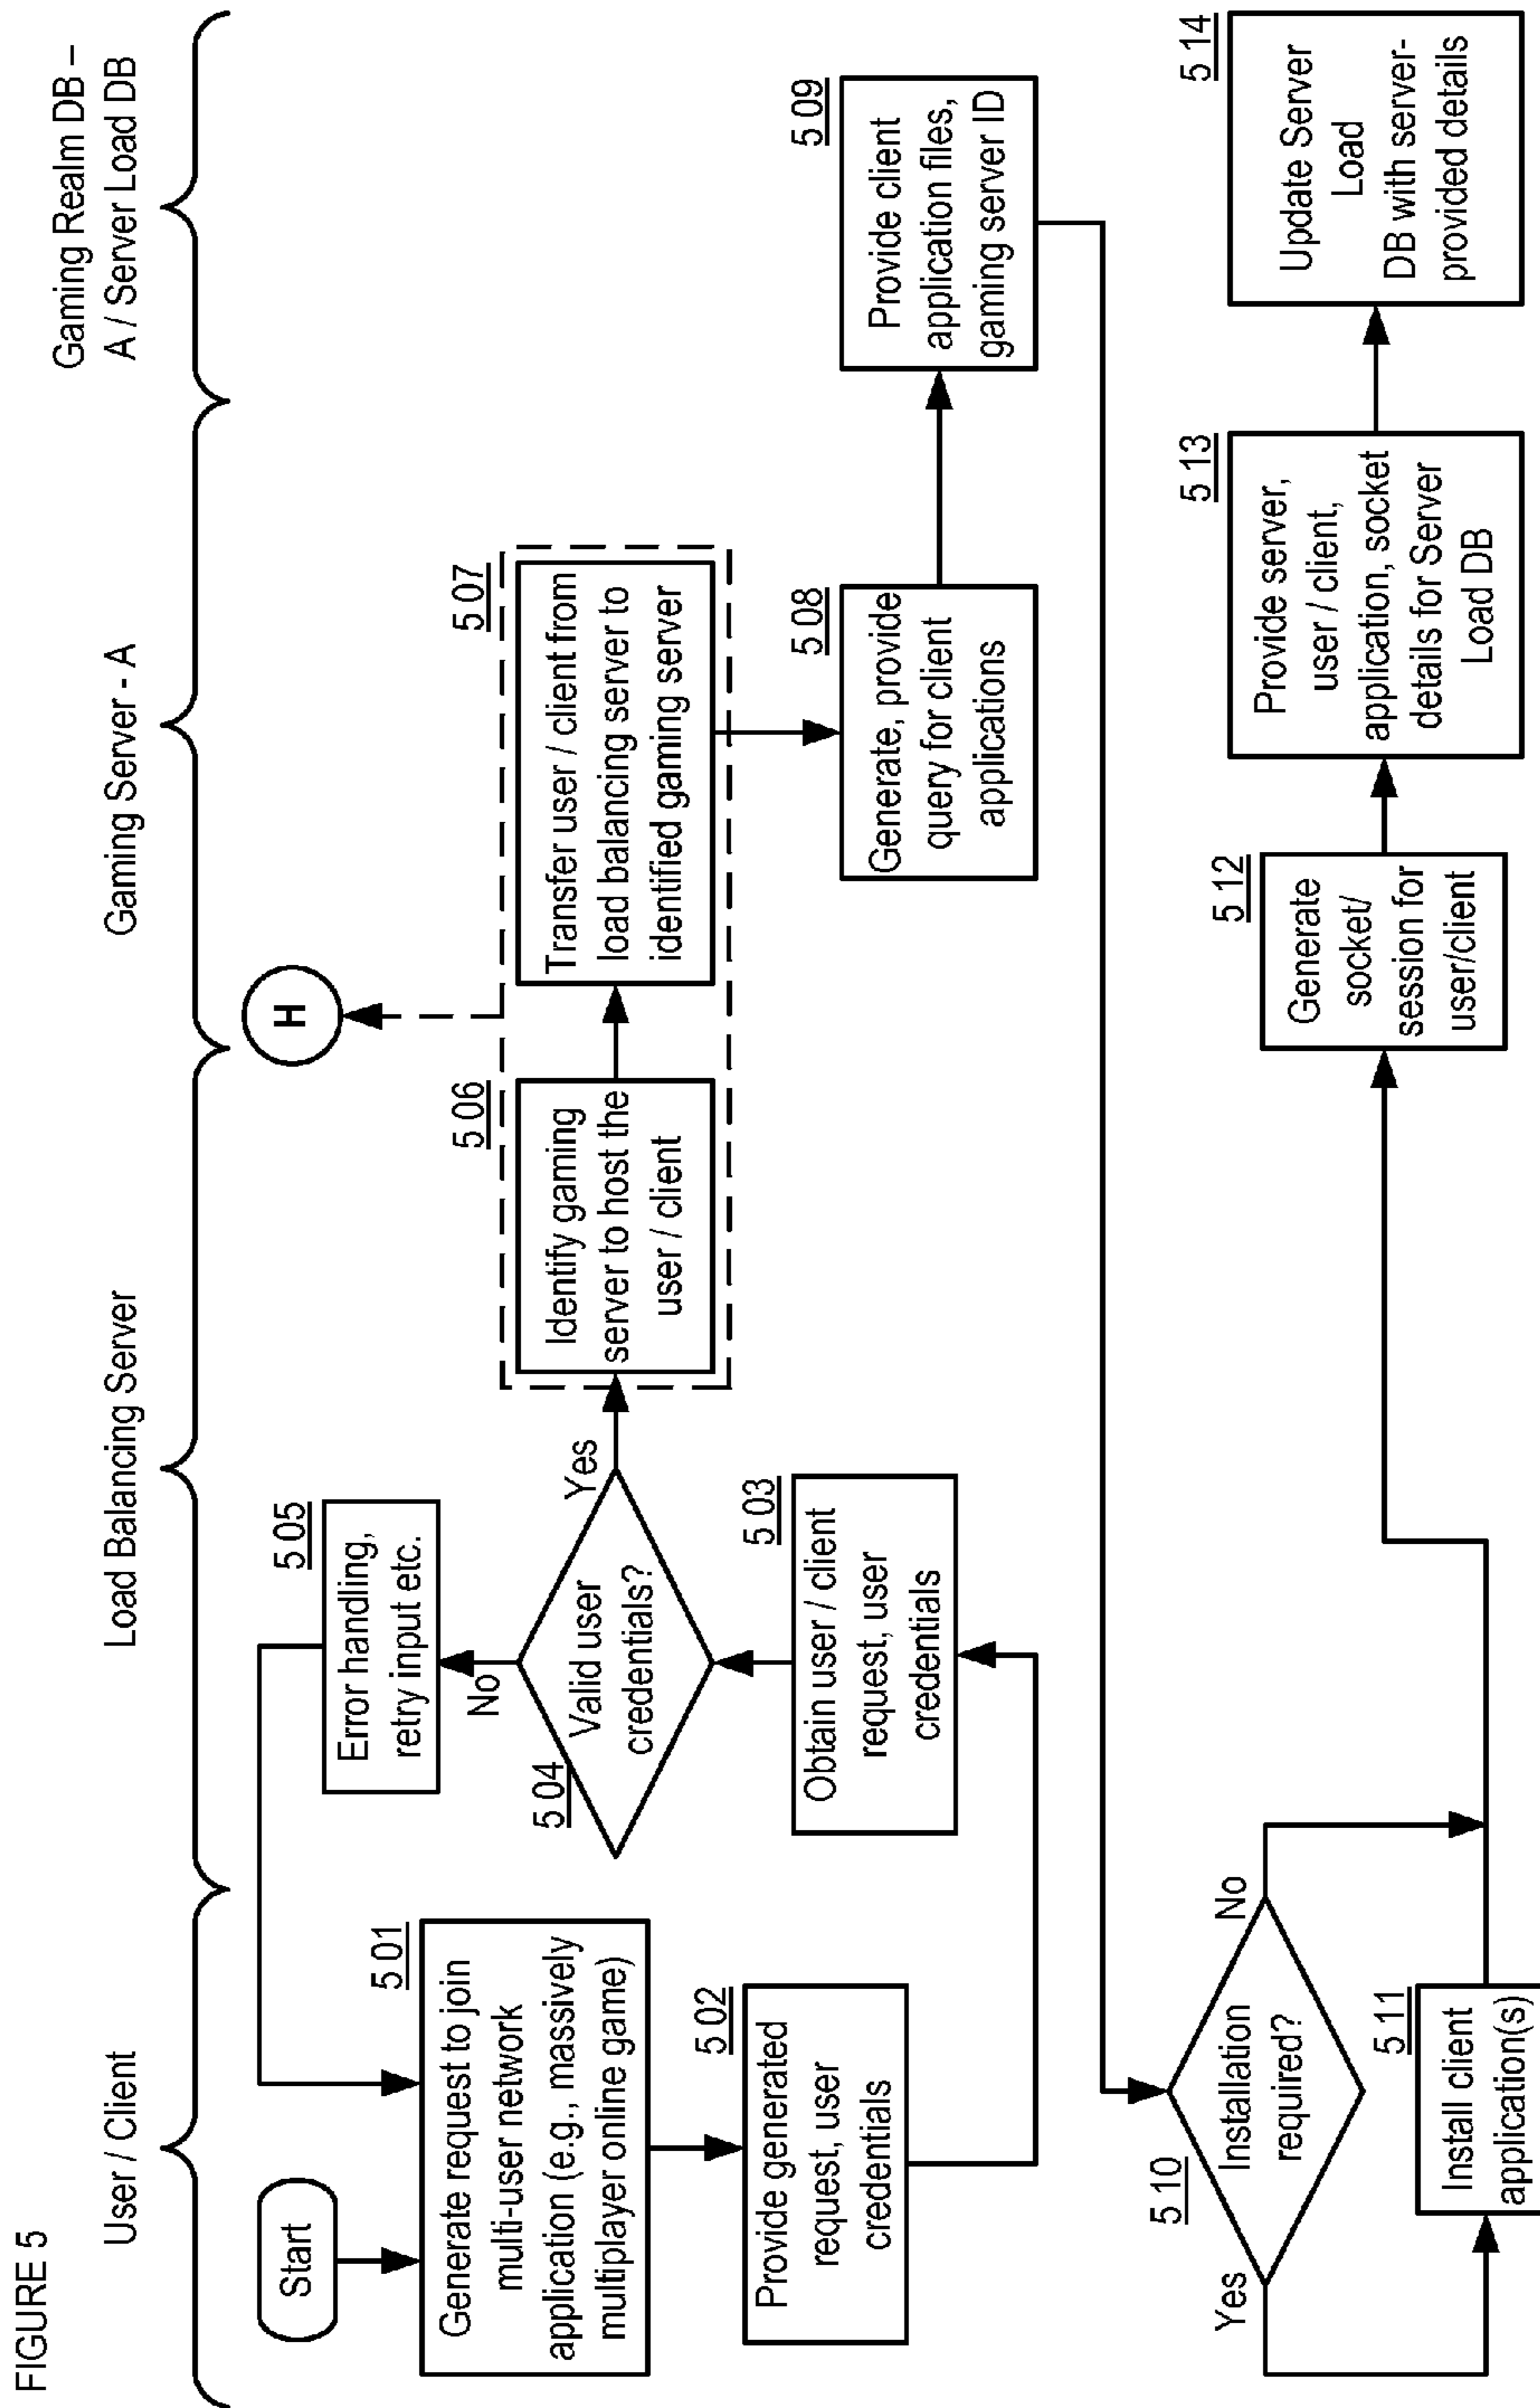 FIGURE 5
User / Client
Load Balancing Server
Gaming Server - A
Gaming Realm DB –
A / Server Load DB
Start
5 01
Generate request to join
multi-user network
application (e.g., massively
multiplayer online game)
5 02
Provide generated
request, user
credentials
5 03
Obtain user / client
request, user
credentials
5 04
Valid user
credentials?
No
Yes
5 05
Error handling,
retry input etc.
5 06
Identify gaming
server to host the
user / client
H
5 07
Transfer user / client from
load balancing server to
identified gaming server
5 08
Generate, provide
query for client
applications
5 09
Provide client
application files,
gaming server ID
5 10
Installation
required?
Yes
No
5 11
Install client
application(s)
5 12
Generate
socket/
session for
user/client
5 13
Provide server,
user / client,
application, socket
details for Server
Load DB
5 14
Update Server
Load
DB with server-
provided details